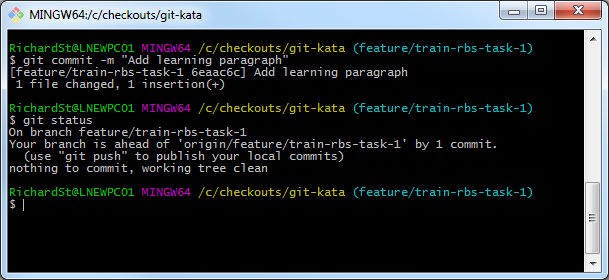 MINGW64:/c/checkouts/git-kata
RichardSt@LNEWPC01 MINGW64 /c/checkouts/git-kata (feature/train-rbs-task-1)
$ git commit -m "Add learning paragraph"
[feature/train-rbs-task-1 6eaac6c] Add learning paragraph
 1 file changed, 1 insertion(+)
RichardSt@LNEWPC01 MINGW64 /c/checkouts/git-kata (feature/train-rbs-task-1)
$ git status
On branch feature/train-rbs-task-1
Your branch is ahead of 'origin/feature/train-rbs-task-1' by 1 commit.
  (use "git push" to publish your local commits)
nothing to commit, working tree clean
RichardSt@LNEWPC01 MINGW64 /c/checkouts/git-kata (feature/train-rbs-task-1)
$